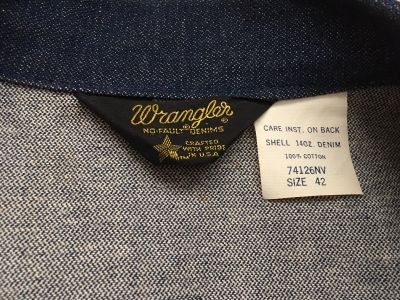 Wrangler
NO-FAULT DENIMS
CRAFTED
WITH PRIDE
IN U.S.A
CARE INST. ON BACK
SHELL 14OZ. DENIM
100% COTTON
74126NV
SIZE 42